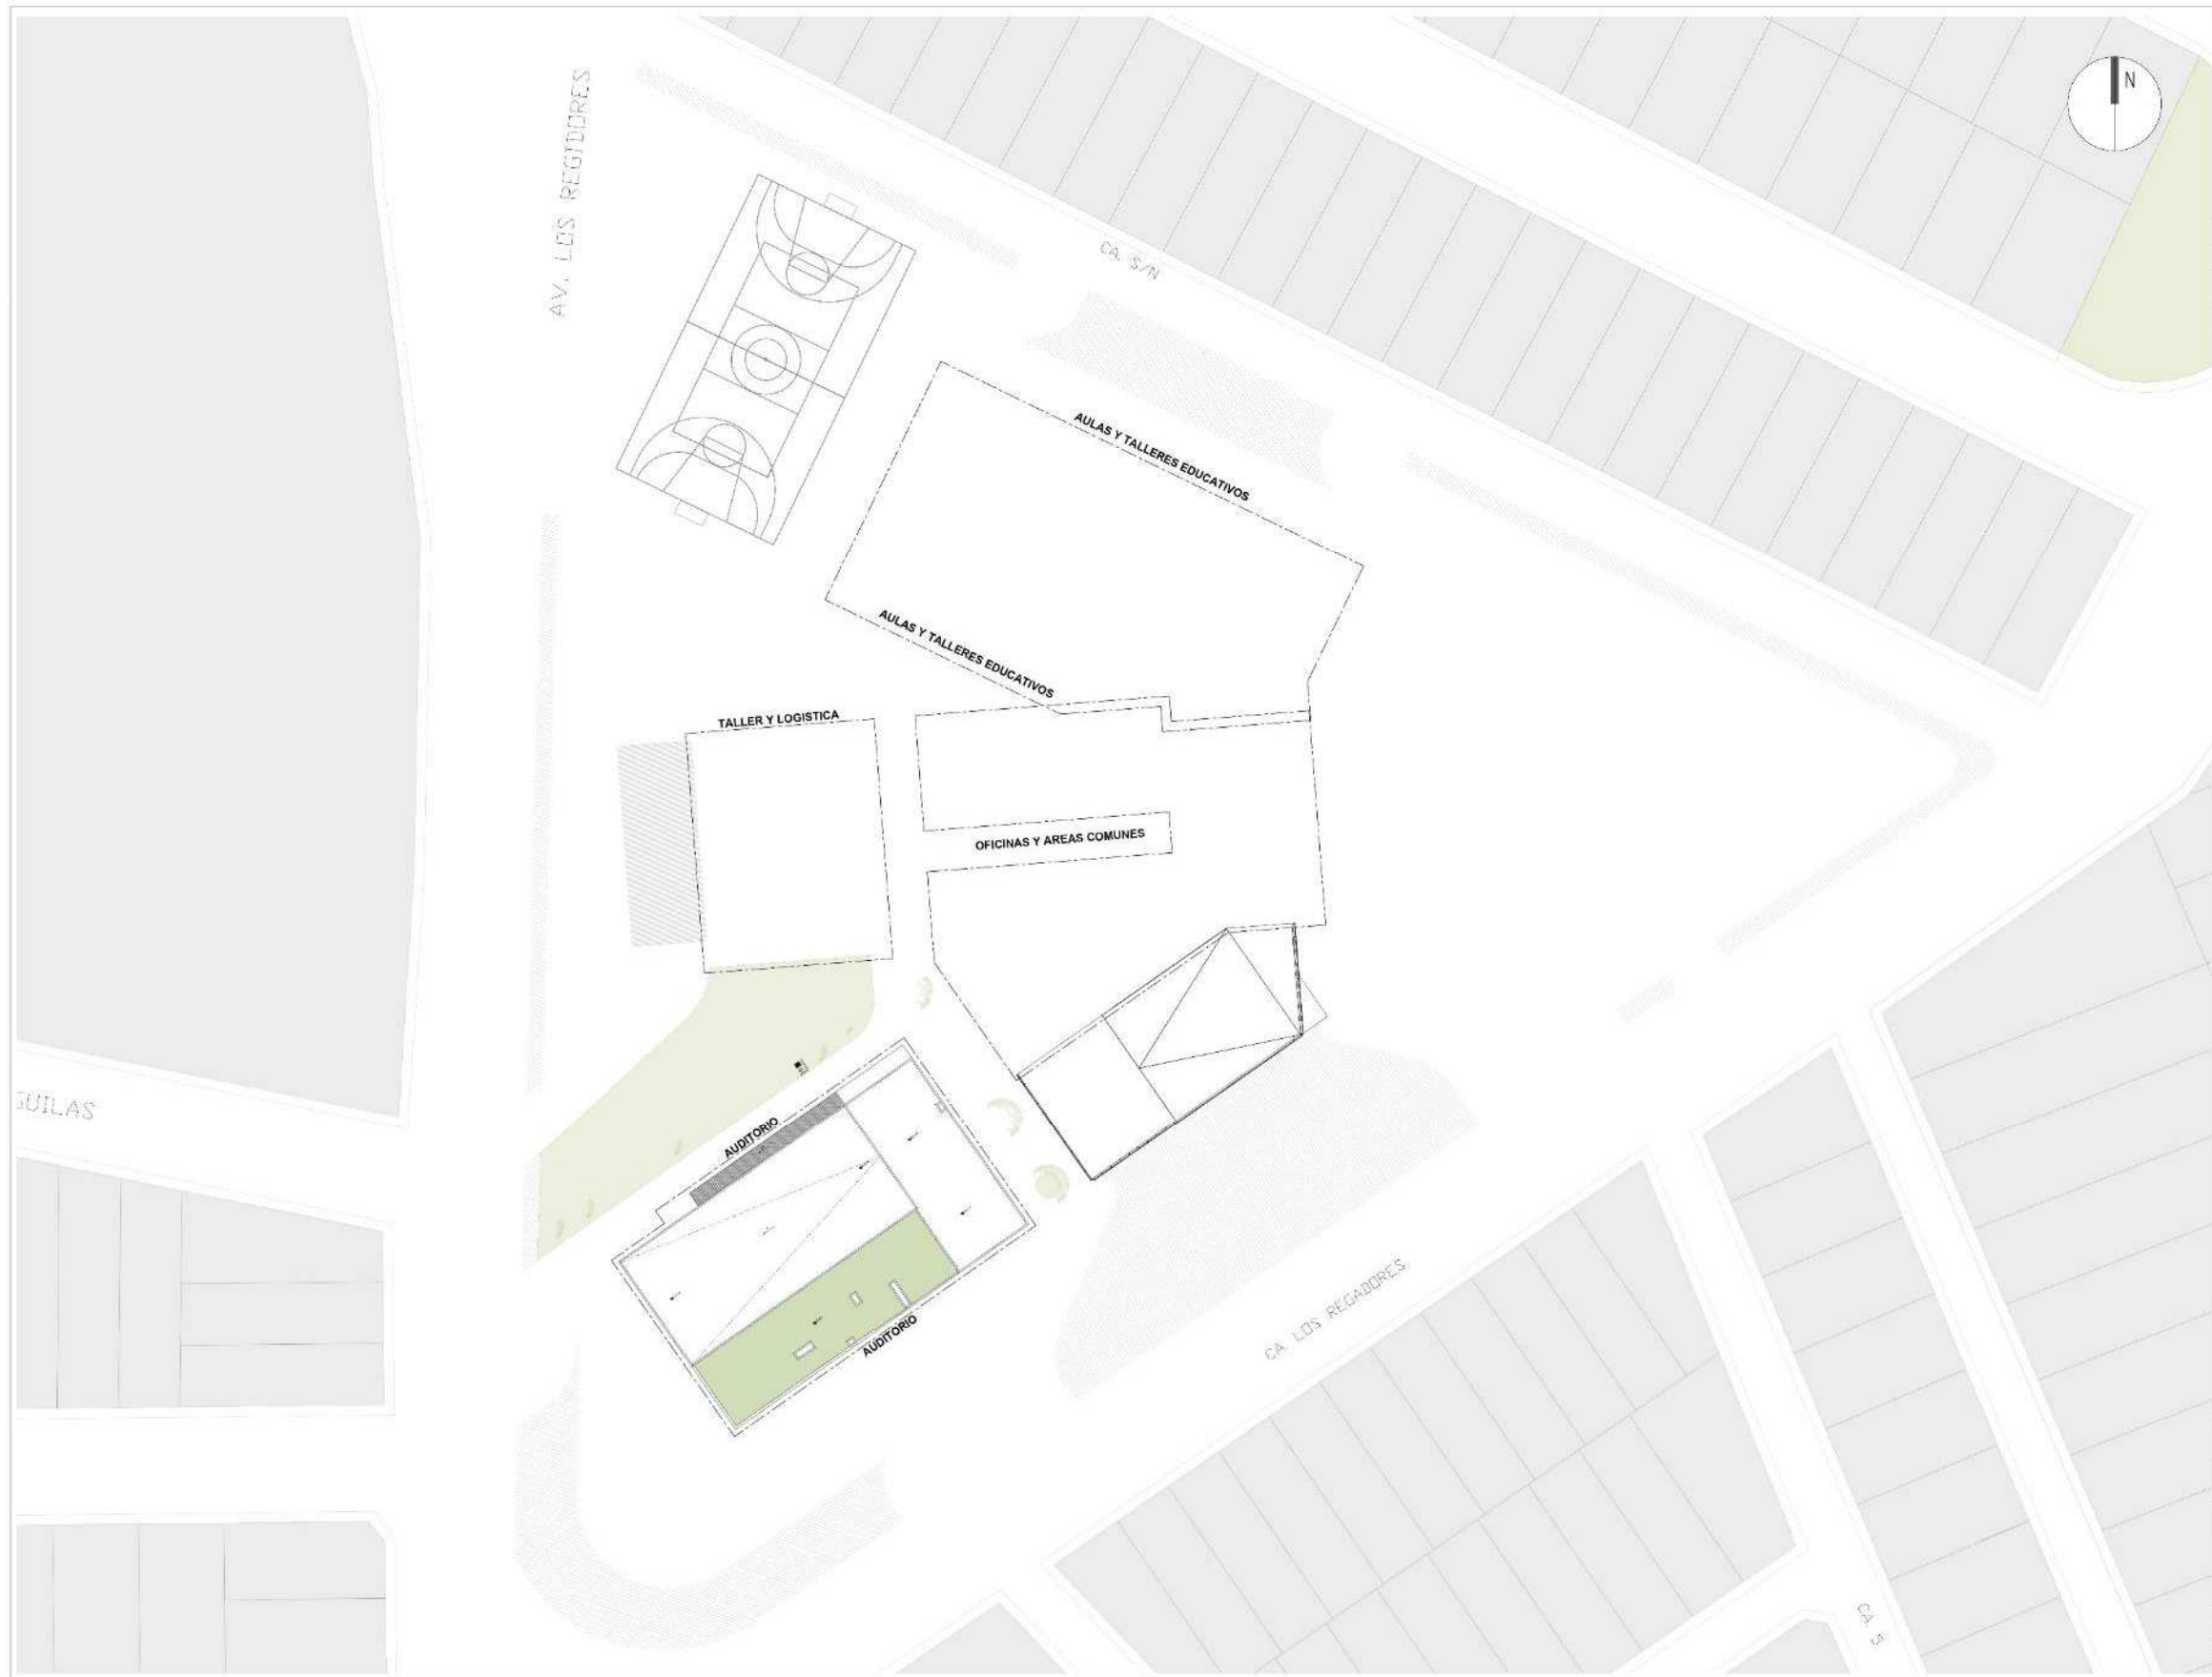 N
AV. LOS REGIDORES
CA. S/N
AULAS Y TALLERES EDUCATIVOS
AULAS Y TALLERES EDUCATIVOS
TALLER Y LOGISTICA
OFICINAS Y AREAS COMUNES
GUILAS
AUDITORIO
AUDITORIO
CA. LOS REGADORES
CA. S